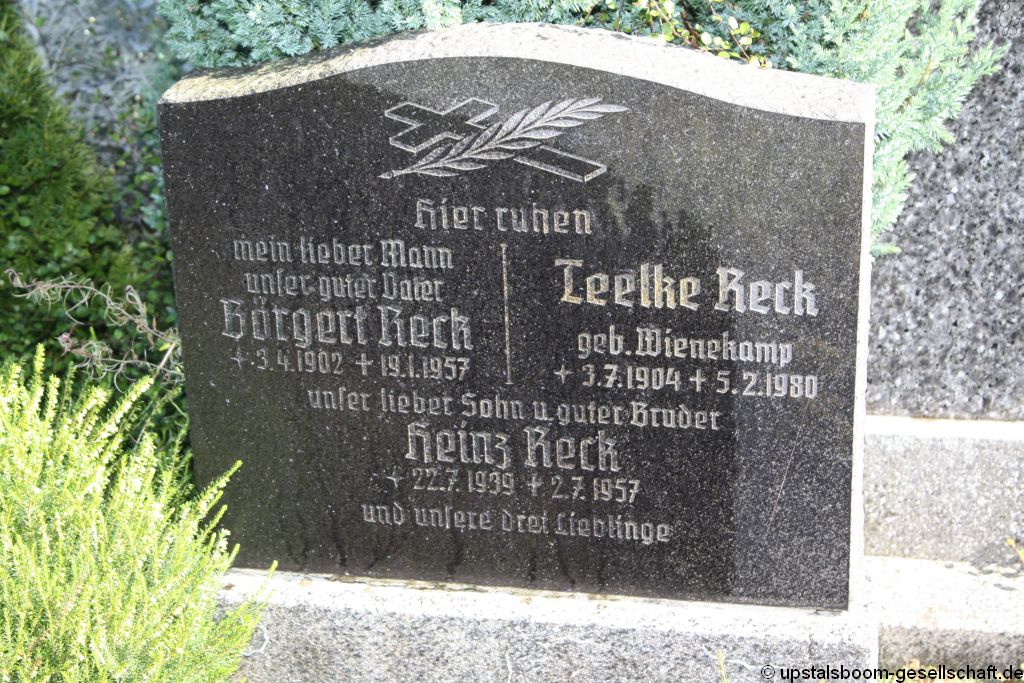 Hier ruhen
mein lieber Mann
unser guter Vater
Börgert Reck
* 3.4.1902 + 19.1.1957
Teelke Reck
geb. Wienekamp
* 3.7.1904 + 5.2.1980
unser lieber Sohn u. guter Bruder
Heinz Reck
* 22.7.1939 + 2.7.1957
und unsere drei Lieblinge
© upstalsboom-gesellschaft.de